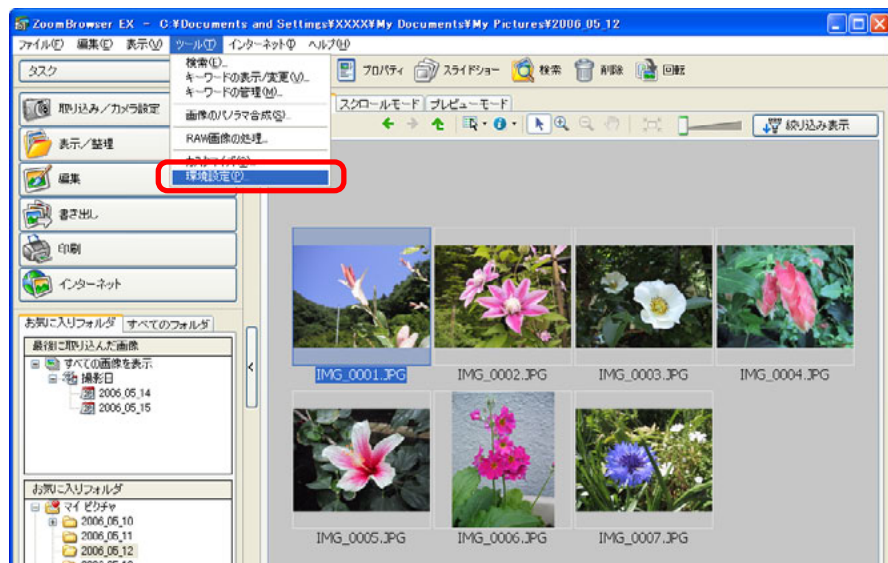 ZoomBrowser EX - C:¥Documents and Settings¥XXXX¥My Documents¥My Pictures¥2006_05_12
ファイル(F) 編集(E) 表示(V) ツール(T) インターネット(I) ヘルプ(H)
タスク
検索(E)...
キーワードの表示/変更(V)...
キーワードの管理(M)...
画像のパノラマ合成(S)...
RAW画像の処理...
環境設定(P)...
プロパティ スライドショー 検索 削除 回転
取り込み/カメラ設定
表示/整理
編集
書き出し
印刷
インターネット
スクロールモード プレビューモード
絞り込み表示
お気に入りフォルダ すべてのフォルダ
最後に取り込んだ画像
すべての画像を表示
撮影日
2006_05_14
2006_05_15
お気に入りフォルダ
マイ ピクチャ
2006_05_10
2006_05_11
2006_05_12
IMG_0001.JPG IMG_0002.JPG IMG_0003.JPG IMG_0004.JPG
IMG_0005.JPG IMG_0006.JPG IMG_0007.JPG